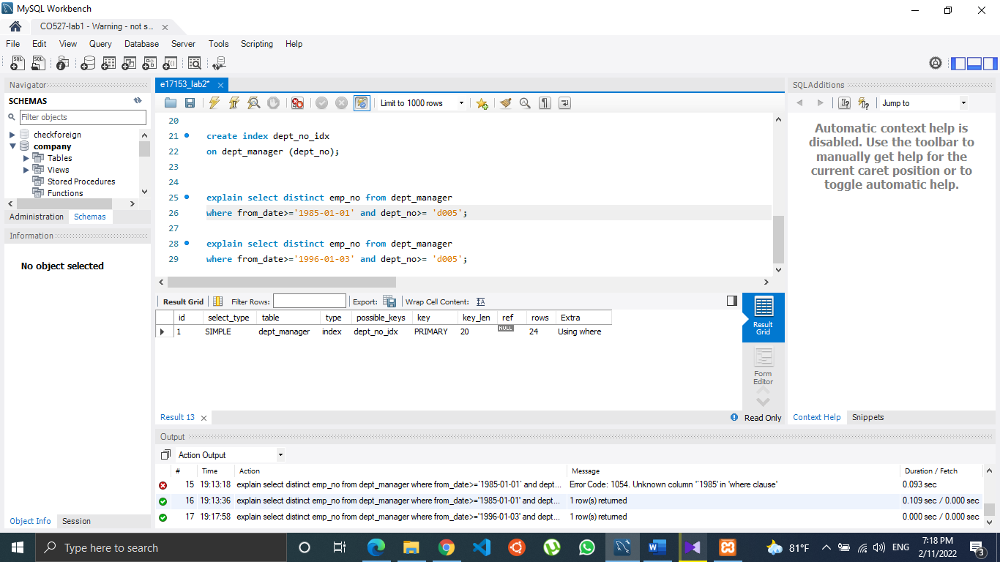 MySQL Workbench
CO527-lab1 - Warning - not s...
File Edit View Query Database Server Tools Scripting Help
Navigator
SCHEMAS
Filter objects
checkforeign
company
Tables
Views
Stored Procedures
Functions
Administration Schemas
Information
No object selected
Object Info Session
e17153_lab2*
Limit to 1000 rows
20
21 create index dept_no_idx
22 on dept_manager (dept_no);
23
24
25 explain select distinct emp_no from dept_manager
26 where from_date>='1985-01-01' and dept_no>= 'd005';
27
28 explain select distinct emp_no from dept_manager
29 where from_date>='1996-01-03' and dept_no>= 'd005';
Result Grid Filter Rows: Export: Wrap Cell Content:
id select_type table type possible_keys key key_len ref rows Extra
1 SIMPLE dept_manager index dept_no_idx PRIMARY 20 NULL 24 Using where
Result Grid
Form Editor
Result 13
Read Only
Output
Action Output
# Time Action Message Duration / Fetch
15 19:13:18 explain select distinct emp_no from dept_manager where from_date>='1985-01-01' and dept... Error Code: 1054. Unknown column ''1985' in 'where clause' 0.093 sec
16 19:13:36 explain select distinct emp_no from dept_manager where from_date>='1985-01-01' and dept... 1 row(s) returned 0.109 sec / 0.000 sec
17 19:17:58 explain select distinct emp_no from dept_manager where from_date>='1996-01-03' and dept... 1 row(s) returned 0.000 sec / 0.000 sec
SQLAdditions
Jump to
Automatic context help is
disabled. Use the toolbar to
manually get help for the
current caret position or to
toggle automatic help.
Context Help Snippets
Type here to search
81°F
ENG
7:18 PM
2/11/2022
3